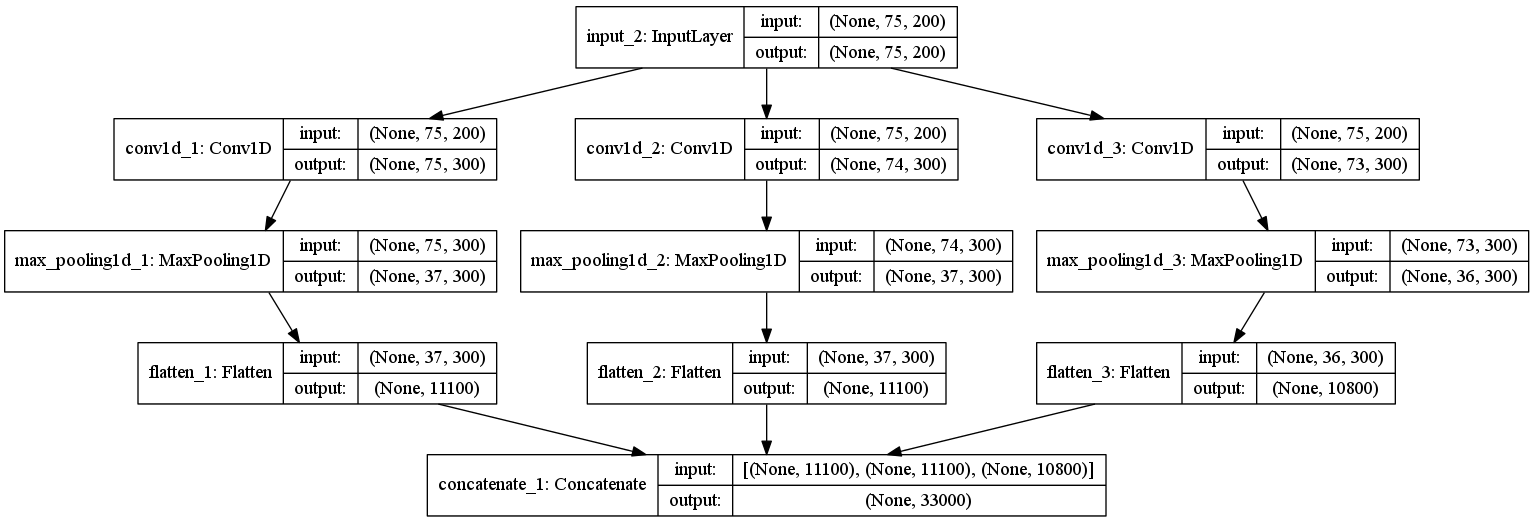 input_2: InputLayer
input: (None, 75, 200)
output: (None, 75, 200)
conv1d_1: Conv1D
input: (None, 75, 200)
output: (None, 75, 300)
conv1d_2: Conv1D
input: (None, 75, 200)
output: (None, 74, 300)
conv1d_3: Conv1D
input: (None, 75, 200)
output: (None, 73, 300)
max_pooling1d_1: MaxPooling1D
input: (None, 75, 300)
output: (None, 37, 300)
max_pooling1d_2: MaxPooling1D
input: (None, 74, 300)
output: (None, 37, 300)
max_pooling1d_3: MaxPooling1D
input: (None, 73, 300)
output: (None, 36, 300)
flatten_1: Flatten
input: (None, 37, 300)
output: (None, 11100)
flatten_2: Flatten
input: (None, 37, 300)
output: (None, 11100)
flatten_3: Flatten
input: (None, 36, 300)
output: (None, 10800)
concatenate_1: Concatenate
input: [(None, 11100), (None, 11100), (None, 10800)]
output: (None, 33000)